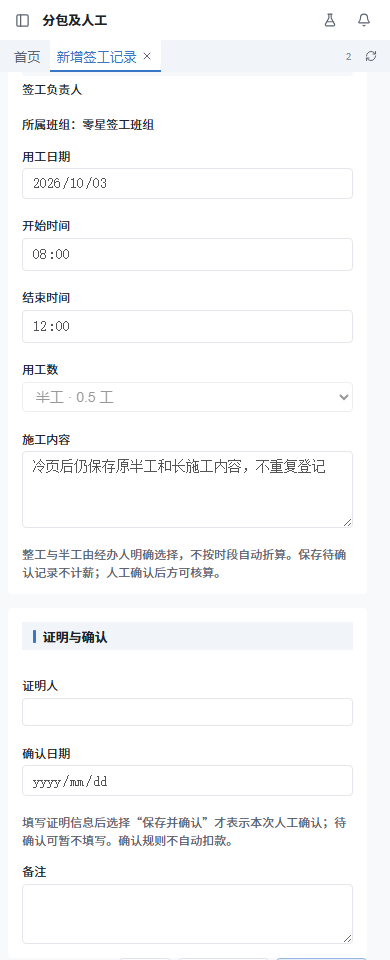 分包及人工
首页
新增签工记录
2
签工负责人
所属班组：零星签工班组
用工日期
2026/10/03
开始时间
08:00
结束时间
12:00
用工数
半工 · 0.5 工
施工内容
冷页后仍保存原半工和长施工内容，不重复登记
整工与半工由经办人明确选择，不按时段自动折算。保存待确
认记录不计薪；人工确认后方可核算。
证明与确认
证明人
确认日期
yyyy/mm/dd
填写证明信息后选择“保存并确认”才表示本次人工确认；待
确认可暂不填写。确认规则不自动扣款。
备注